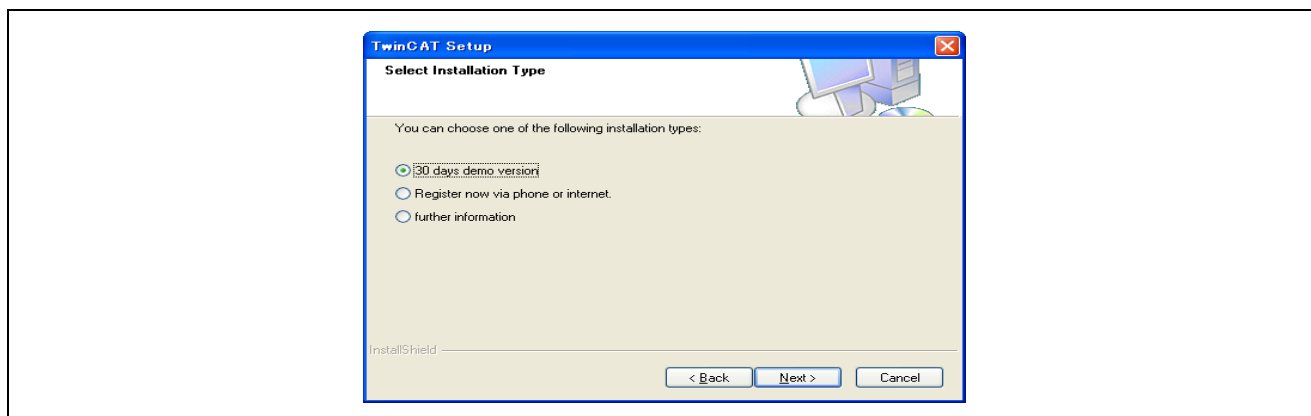 TwinCAT Setup
Select Installation Type
You can choose one of the following installation types:
30 days demo version
Register now via phone or internet.
further information
InstallShield
< Back Next > Cancel